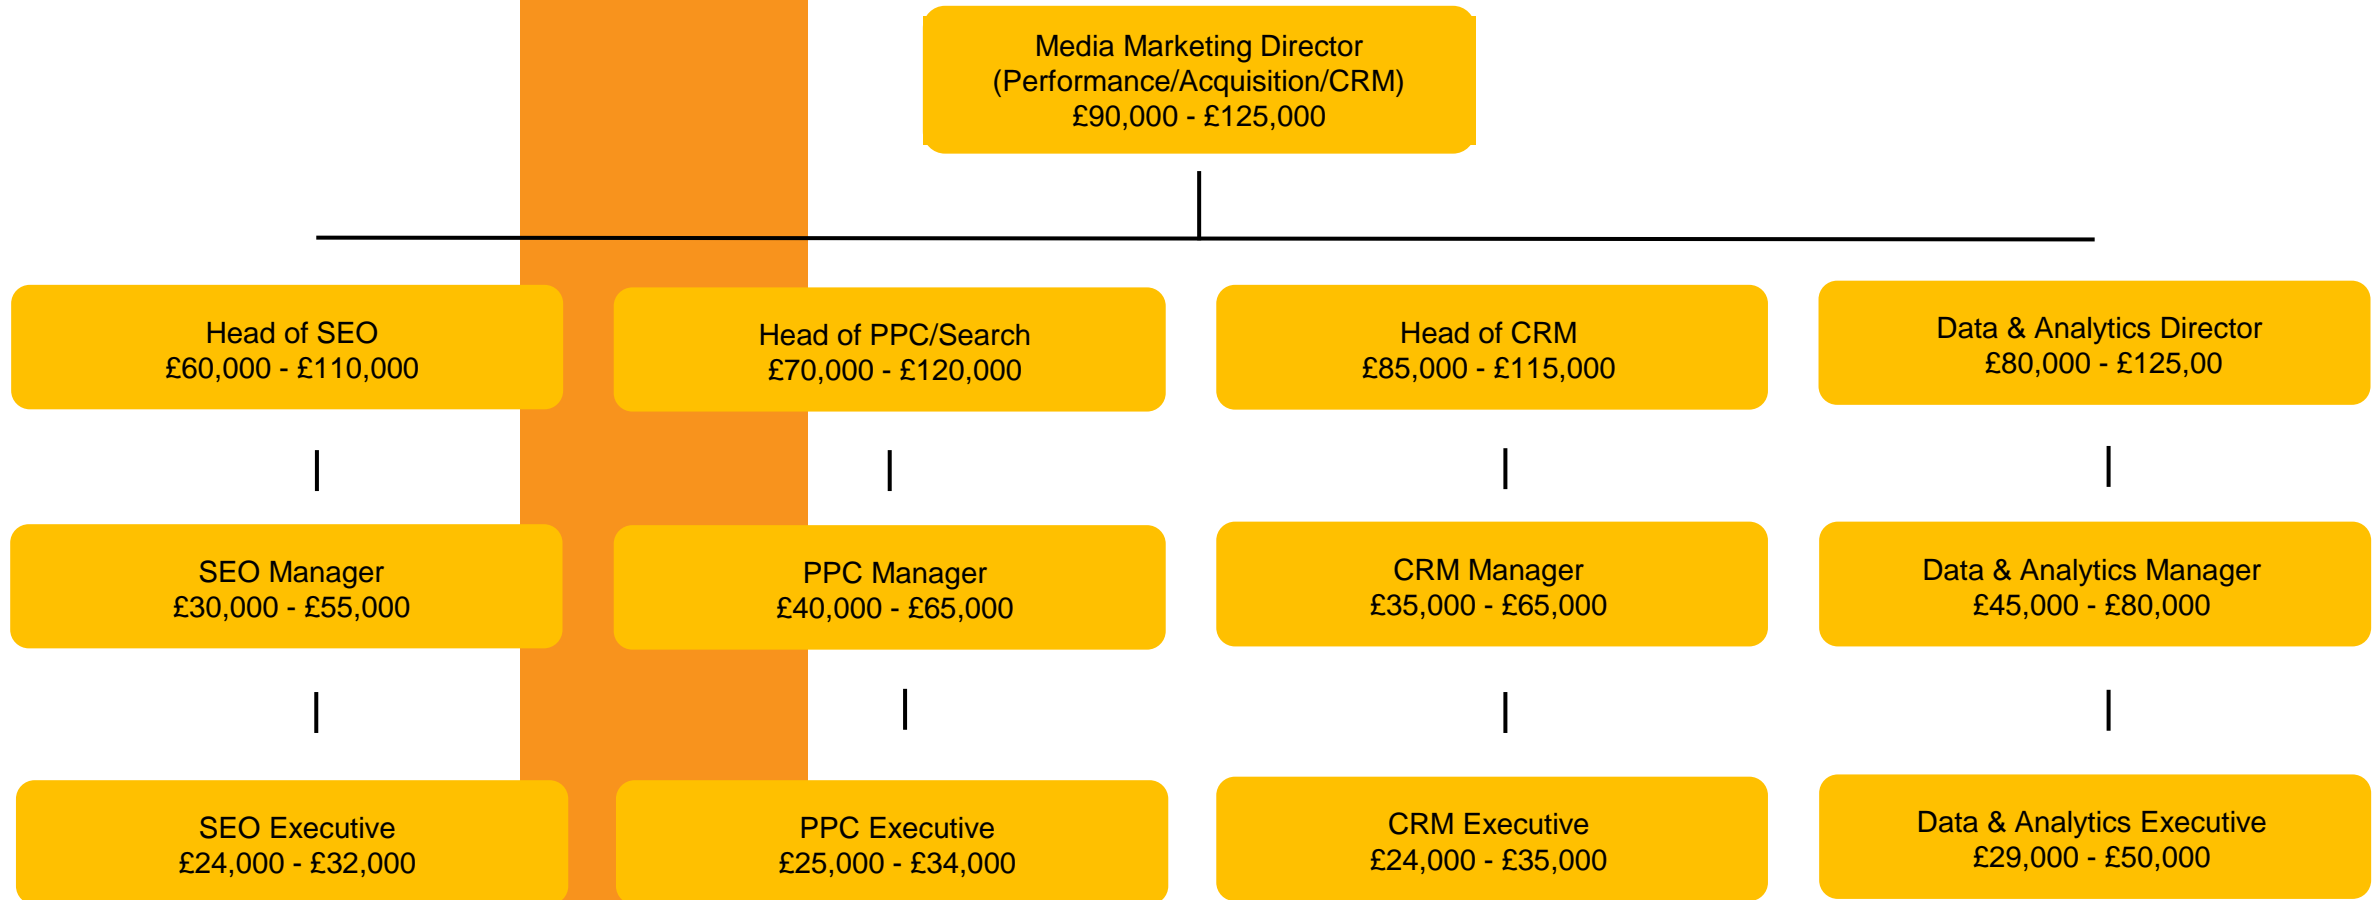 Media Marketing Director
(Performance/Acquisition/CRM)
£90,000 - £125,000
Head of SEO
£60,000 - £110,000
Head of PPC/Search
£70,000 - £120,000
Head of CRM
£85,000 - £115,000
Data & Analytics Director
£80,000 - £125,00
SEO Manager
£30,000 - £55,000
PPC Manager
£40,000 - £65,000
CRM Manager
£35,000 - £65,000
Data & Analytics Manager
£45,000 - £80,000
SEO Executive
£24,000 - £32,000
PPC Executive
£25,000 - £34,000
CRM Executive
£24,000 - £35,000
Data & Analytics Executive
£29,000 - £50,000